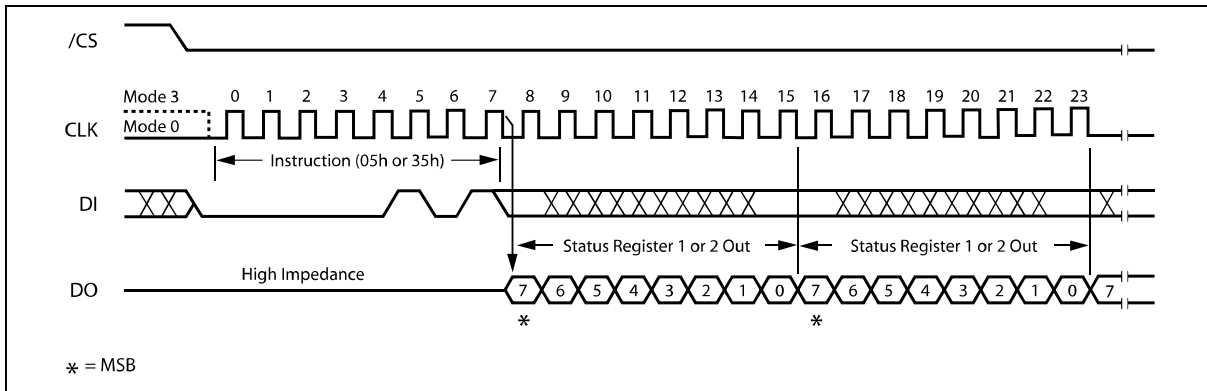 /CS
Mode 3 0 1 2 3 4 5 6 7 8 9 10 11 12 13 14 15 16 17 18 19 20 21 22 23
CLK Mode 0
Instruction (05h or 35h)
DI
Status Register 1 or 2 Out Status Register 1 or 2 Out
High Impedance
DO 7 6 5 4 3 2 1 0 7 6 5 4 3 2 1 0 7
* *
* = MSB